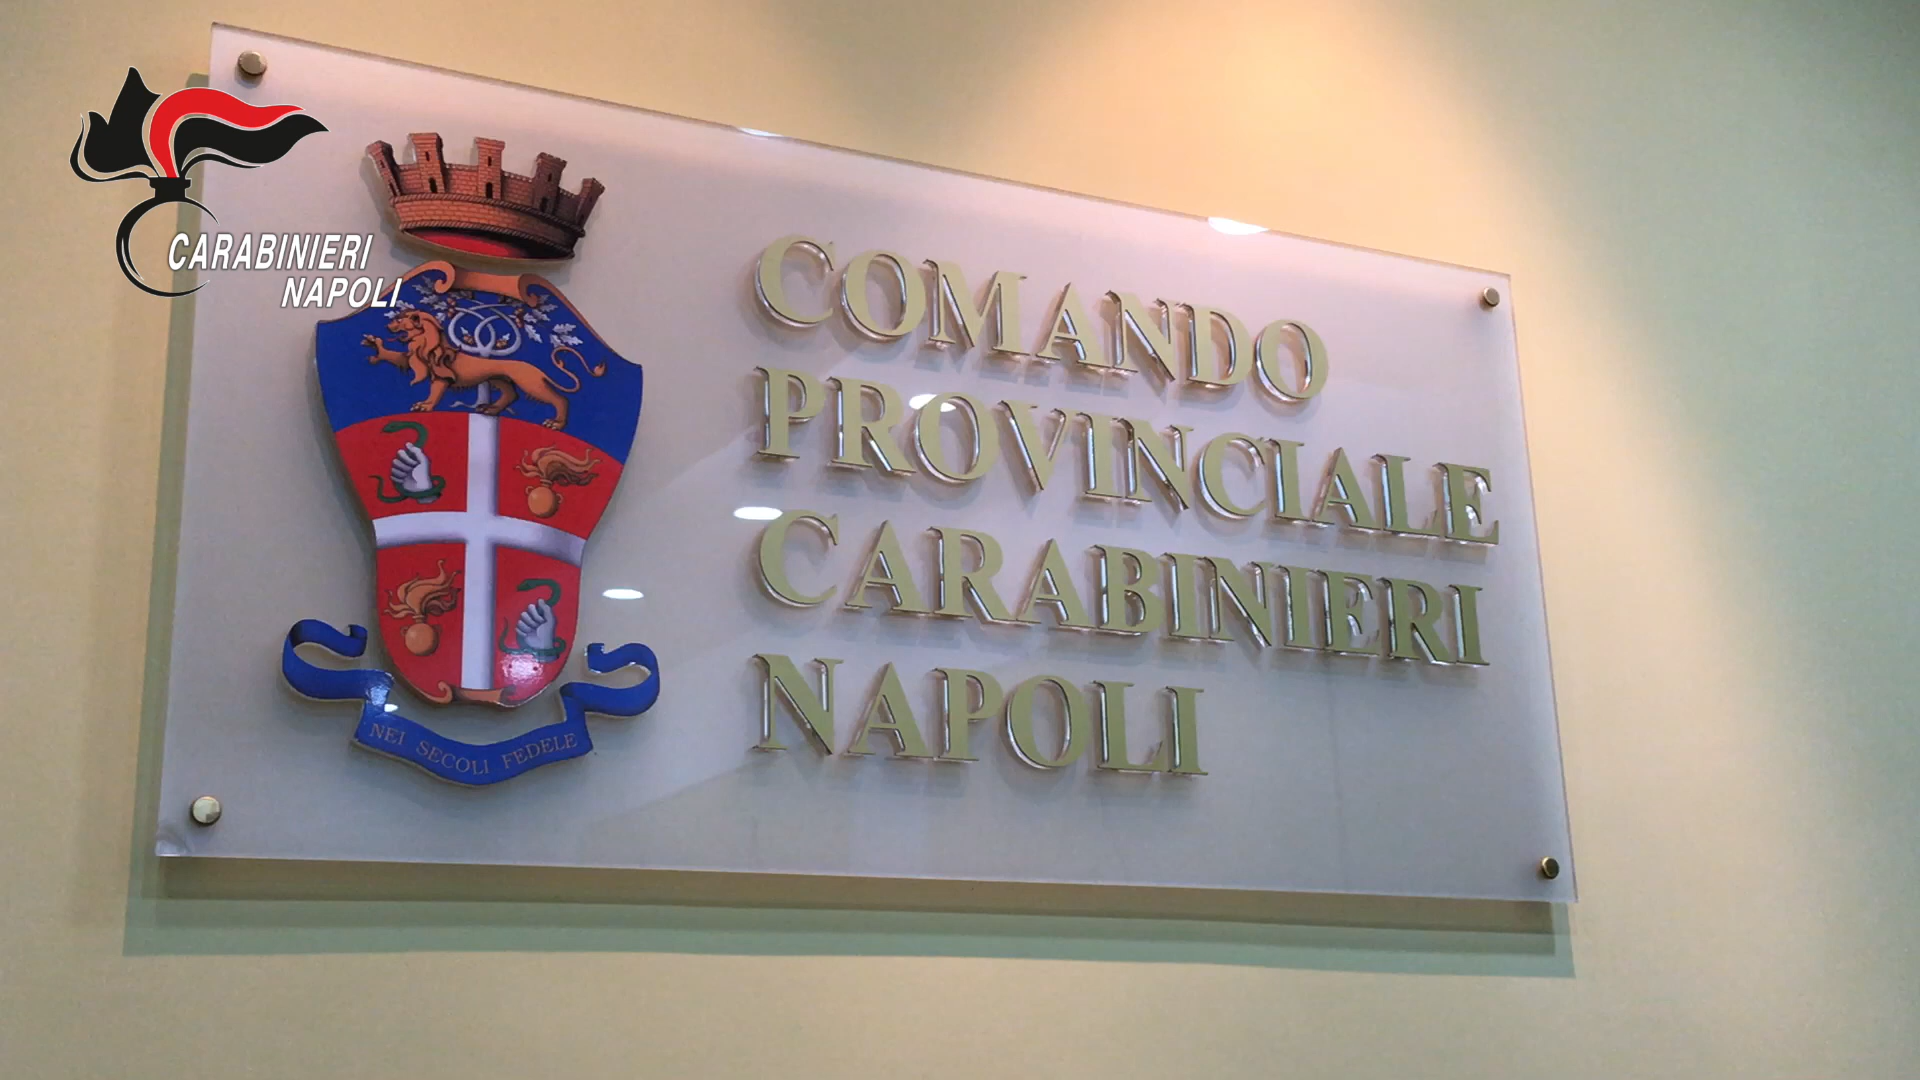 CARABINIERI
NAPOLI
COMANDO
PROVINCIALE
CARABINIERI
NAPOLI
NEI SECOLI FEDELE